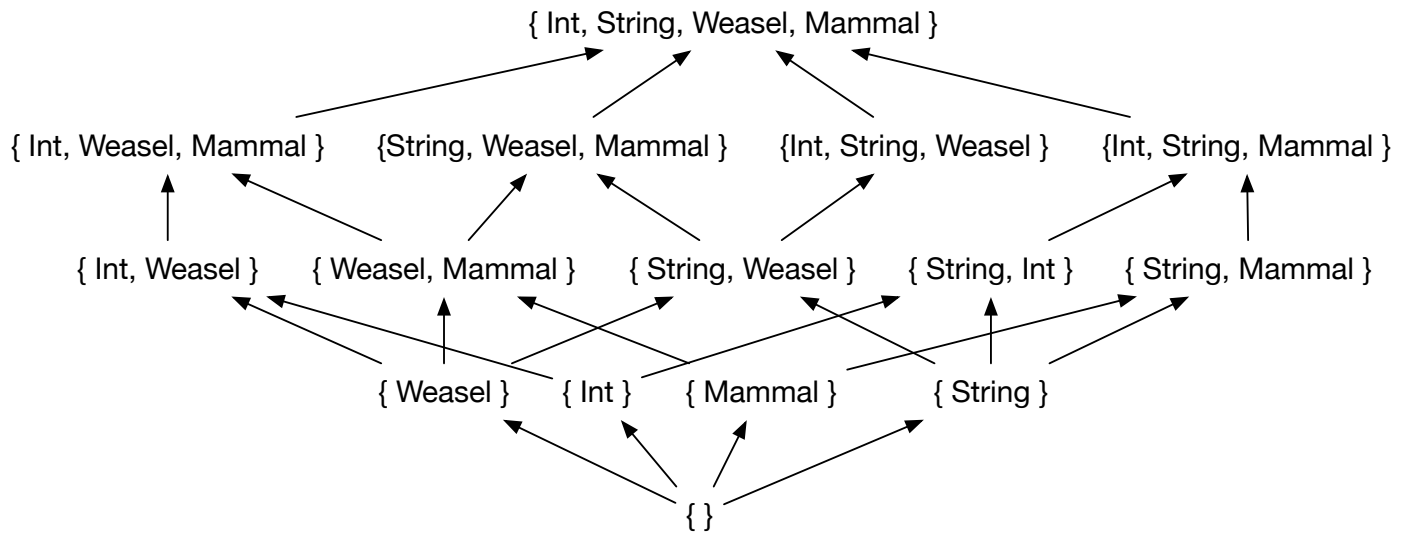 { Int, String, Weasel, Mammal }
{ Int, Weasel, Mammal } {String, Weasel, Mammal } {Int, String, Weasel } {Int, String, Mammal }
{ Int, Weasel } { Weasel, Mammal } { String, Weasel } { String, Int } { String, Mammal }
{ Weasel } { Int } { Mammal } { String }
{ }